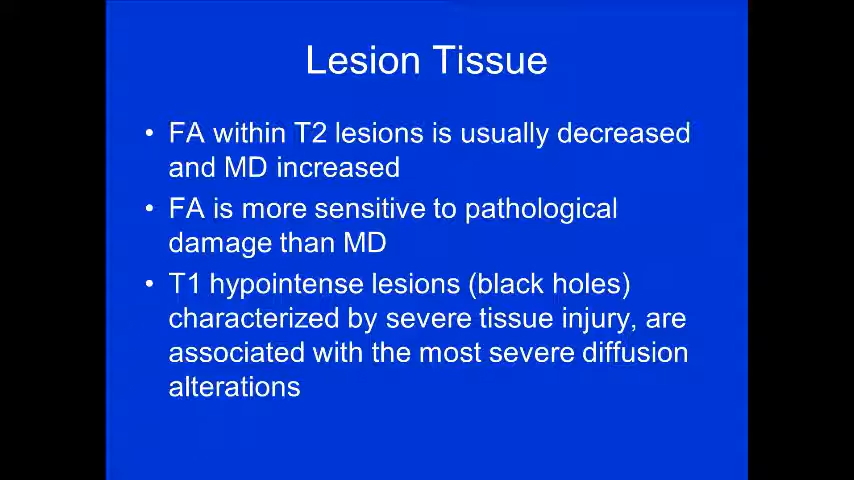 Lesion Tissue
• FA within T2 lesions is usually decreased
and MD increased
• FA is more sensitive to pathological
damage than MD
• T1 hypointense lesions (black holes)
characterized by severe tissue injury, are
associated with the most severe diffusion
alterations